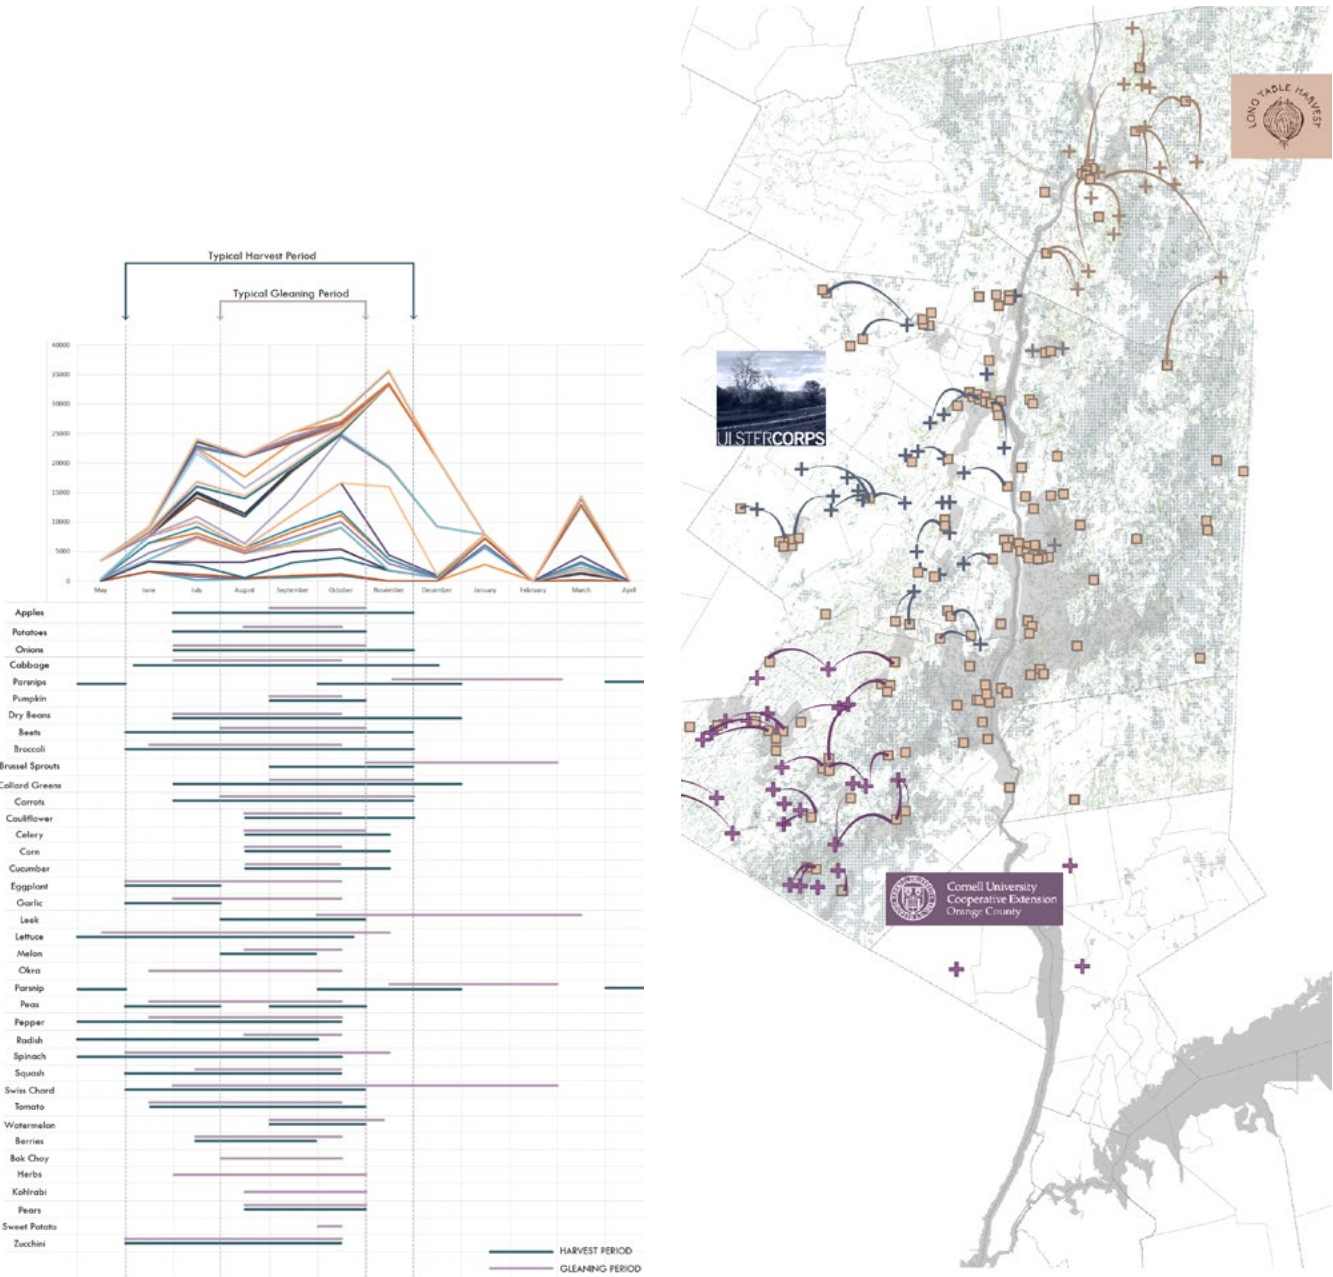 Typical Harvest Period
Typical Gleaning Period
40000
35000
30000
25000
20000
15000
10000
5000
0
May June July August September October November December January February March April
Apples
Potatoes
Onions
Cabbage
Parsnips
Pumpkin
Dry Beans
Beets
Broccoli
Brussel Sprouts
Collard Greens
Carrots
Cauliflower
Celery
Corn
Cucumber
Eggplant
Garlic
Leek
Lettuce
Melon
Okra
Parsnip
Peas
Pepper
Radish
Spinach
Squash
Swiss Chard
Tomato
Watermelon
Berries
Bok Choy
Herbs
Kohlrabi
Pears
Sweet Potato
Zucchini
HARVEST PERIOD
GLEANING PERIOD
LONG TABLE HARVEST
ULSTERCORPS
Cornell University
Cooperative Extension
Orange County